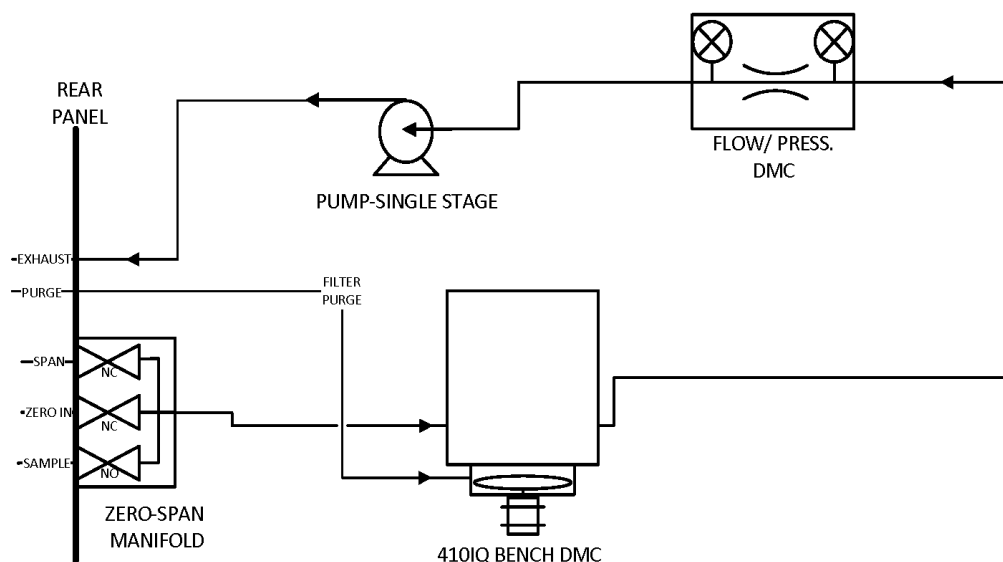 REAR
PANEL
FLOW/ PRESS.
DMC
PUMP-SINGLE STAGE
EXHAUST
PURGE
FILTER
PURGE
SPAN
NC
ZERO IN
NC
SAMPLE
NO
ZERO-SPAN
MANIFOLD
410IQ BENCH DMC